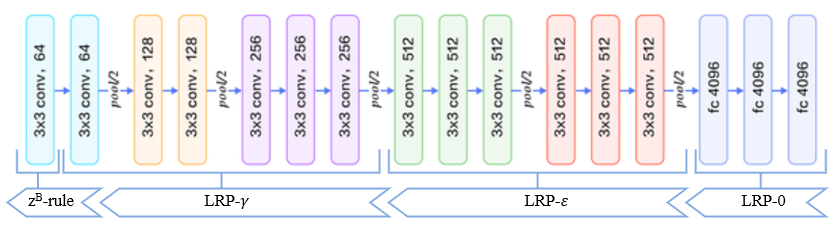 3x3 conv, 64
3x3 conv, 64
pool/2
3x3 conv, 128
3x3 conv, 128
pool/2
3x3 conv, 256
3x3 conv, 256
3x3 conv, 256
pool/2
3x3 conv, 512
3x3 conv, 512
3x3 conv, 512
pool/2
3x3 conv, 512
3x3 conv, 512
3x3 conv, 512
pool/2
fc 4096
fc 4096
fc 4096
zᴮ-rule
LRP-γ
LRP-ε
LRP-0